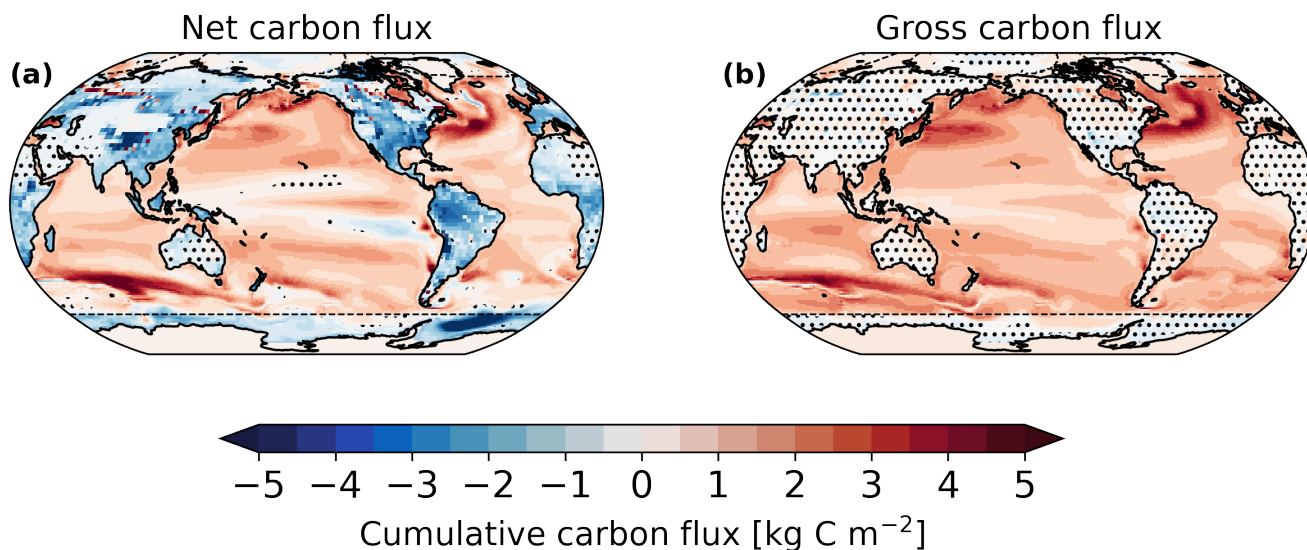 Net carbon flux
Gross carbon flux
(a)
(b)
−5 −4 −3 −2 −1 0 1 2 3 4 5
Cumulative carbon flux [kg C m⁻²]